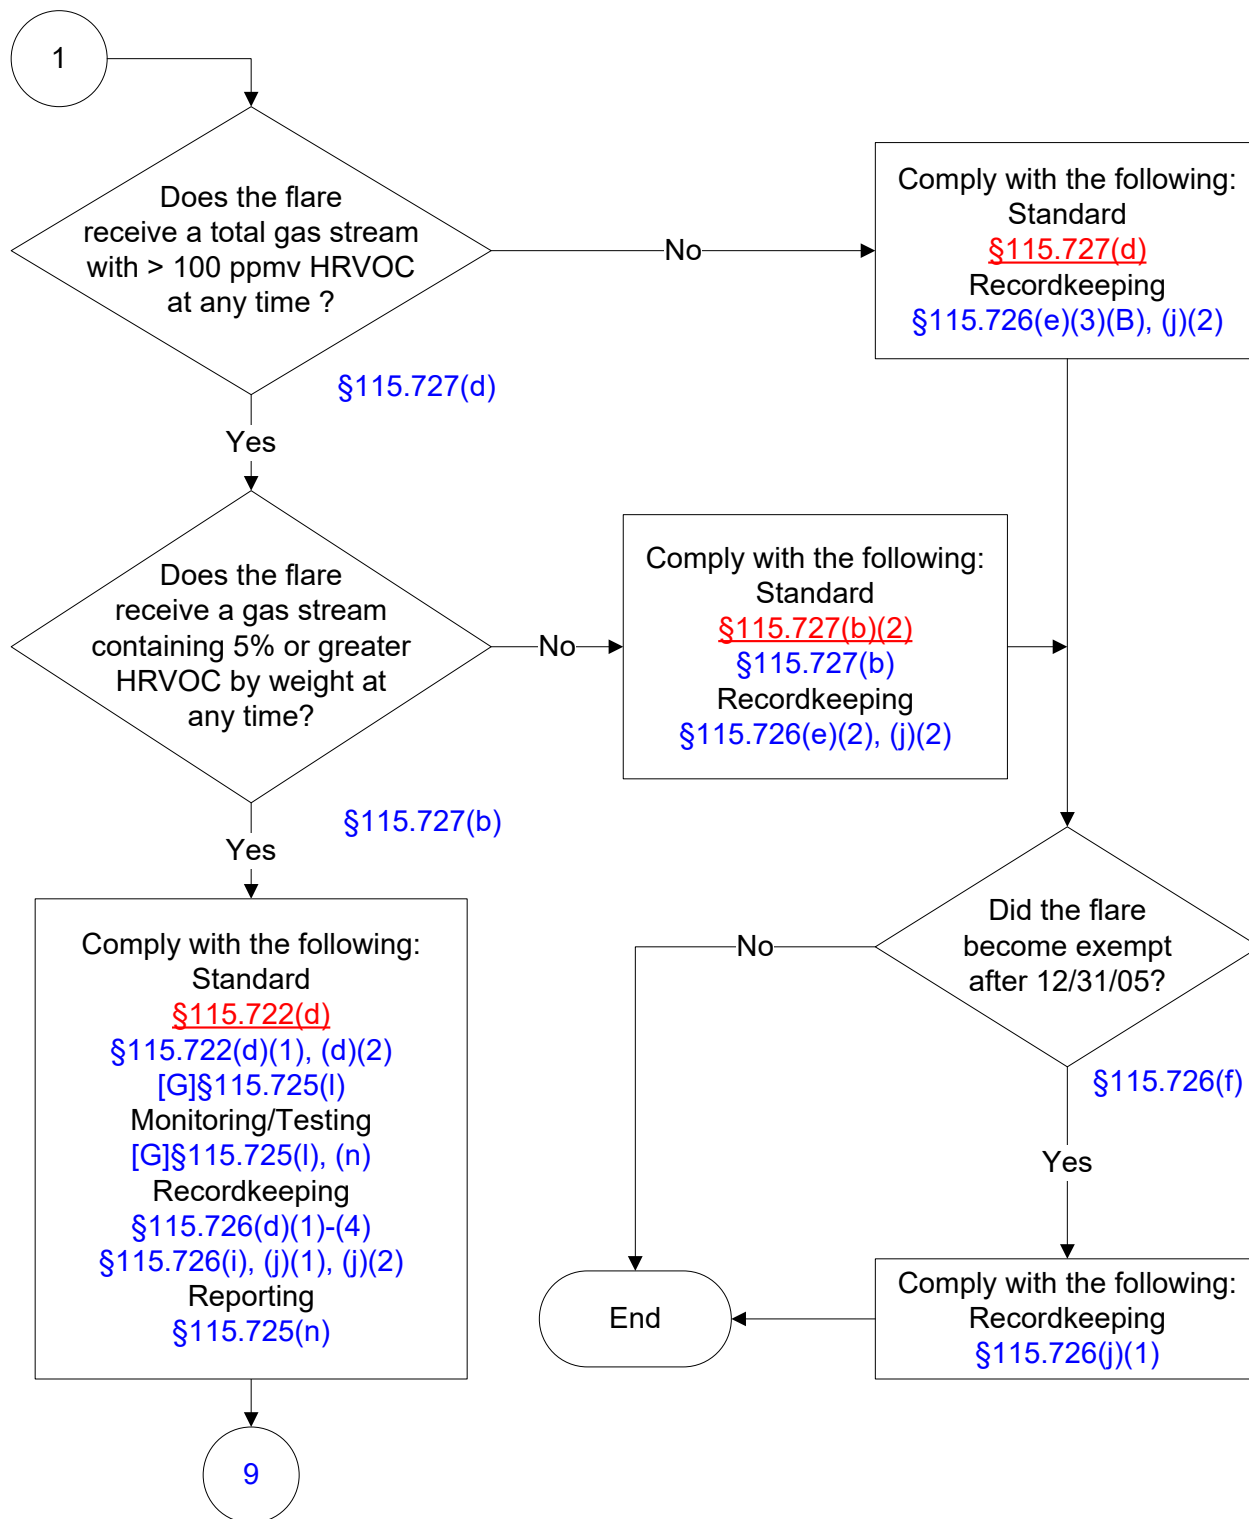 1
Does the flare
receive a total gas stream
with > 100 ppmv HRVOC
at any time ?
§115.727(d)
No
Comply with the following:
Standard
§115.727(d)
Recordkeeping
§115.726(e)(3)(B), (j)(2)
Yes
Does the flare
receive a gas stream
containing 5% or greater
HRVOC by weight at
any time?
§115.727(b)
No
Comply with the following:
Standard
§115.727(b)(2)
§115.727(b)
Recordkeeping
§115.726(e)(2), (j)(2)
Yes
Comply with the following:
Standard
§115.722(d)
§115.722(d)(1), (d)(2)
[G]§115.725(l)
Monitoring/Testing
[G]§115.725(l), (n)
Recordkeeping
§115.726(d)(1)-(4)
§115.726(i), (j)(1), (j)(2)
Reporting
§115.725(n)
9
Did the flare
become exempt
after 12/31/05?
§115.726(f)
No
Yes
Comply with the following:
Recordkeeping
§115.726(j)(1)
End